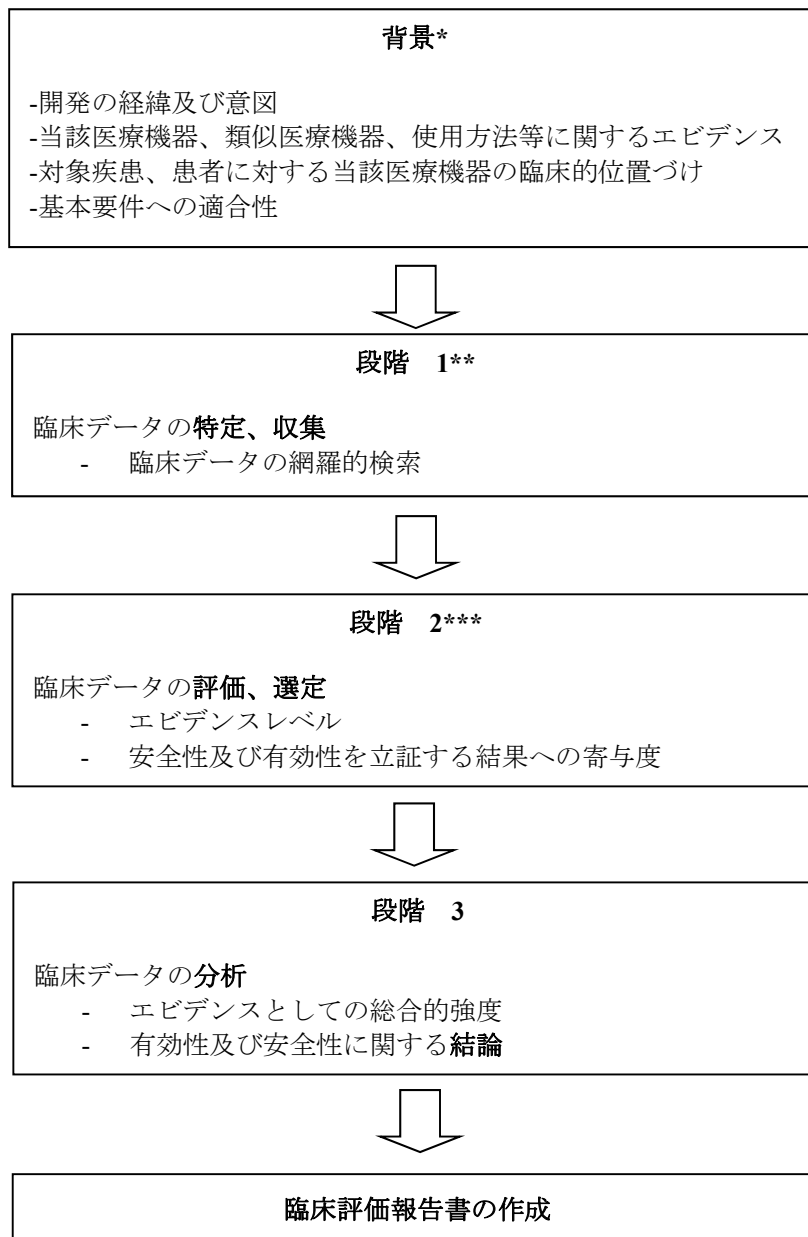 背景*
-開発の経緯及び意図
-当該医療機器、類似医療機器、使用方法等に関するエビデンス
-対象疾患、患者に対する当該医療機器の臨床的位置づけ
-基本要件への適合性
段階　1**
臨床データの特定、収集
-　臨床データの網羅的検索
段階　2***
臨床データの評価、選定
-　エビデンスレベル
-　安全性及び有効性を立証する結果への寄与度
段階　3
臨床データの分析
-　エビデンスとしての総合的強度
-　有効性及び安全性に関する結論
臨床評価報告書の作成